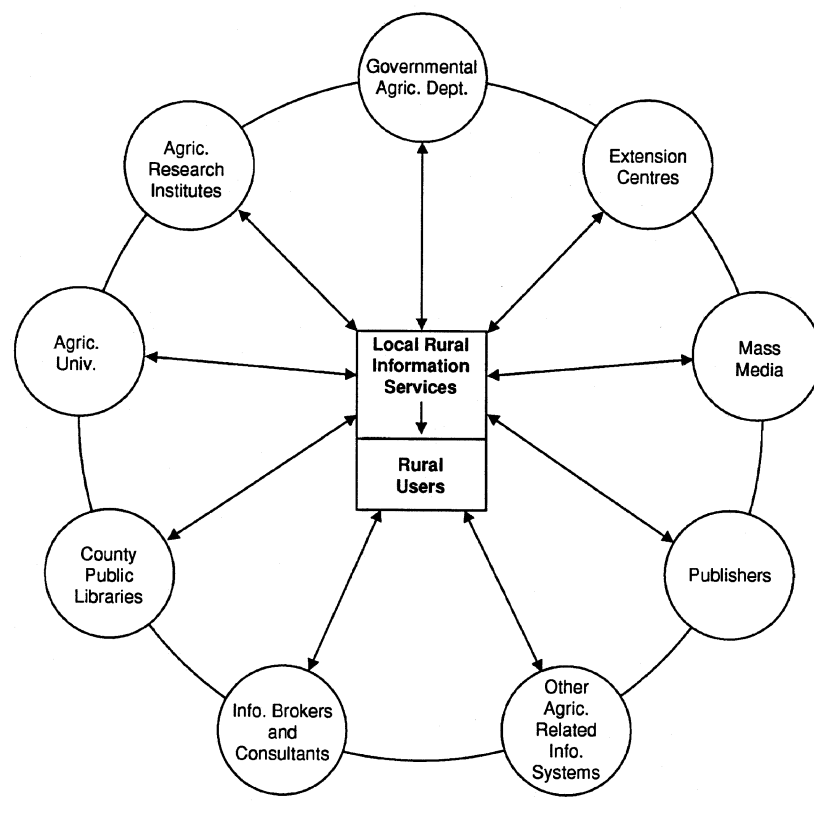 Governmental
Agric. Dept.
Agric.
Research
Institutes
Extension
Centres
Agric.
Univ.
Local Rural
Information
Services
Mass
Media
Rural
Users
County
Public
Libraries
Publishers
Info. Brokers
and
Consultants
Other
Agric.
Related
Info.
Systems